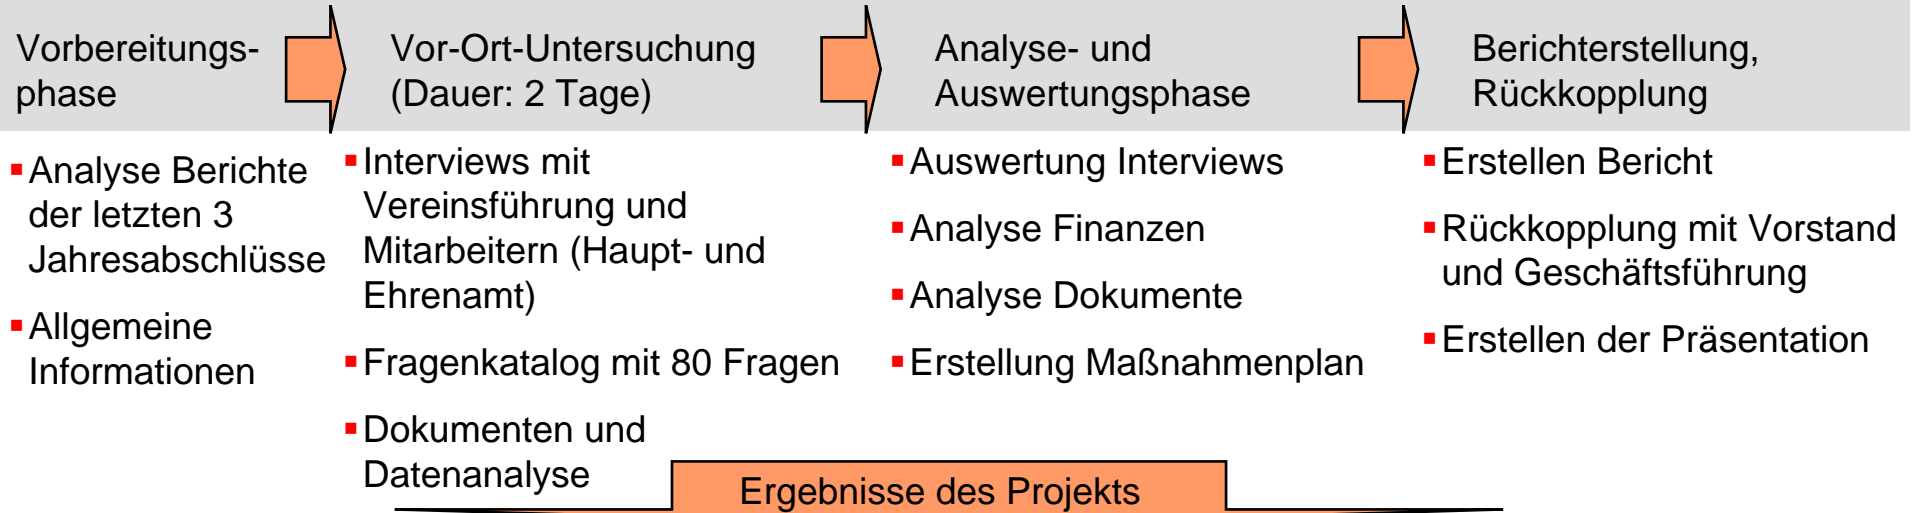 Vorbereitungs-
phase
Vor-Ort-Untersuchung
(Dauer: 2 Tage)
Analyse- und
Auswertungsphase
Berichterstellung,
Rückkopplung
▪Analyse Berichte
der letzten 3
Jahresabschlüsse
▪Allgemeine
Informationen
▪Interviews mit
Vereinsführung und
Mitarbeitern (Haupt- und
Ehrenamt)
▪Fragenkatalog mit 80 Fragen
▪Dokumenten und
Datenanalyse
▪Auswertung Interviews
▪Analyse Finanzen
▪Analyse Dokumente
▪Erstellung Maßnahmenplan
▪Erstellen Bericht
▪Rückkopplung mit Vorstand
und Geschäftsführung
▪Erstellen der Präsentation
Ergebnisse des Projekts